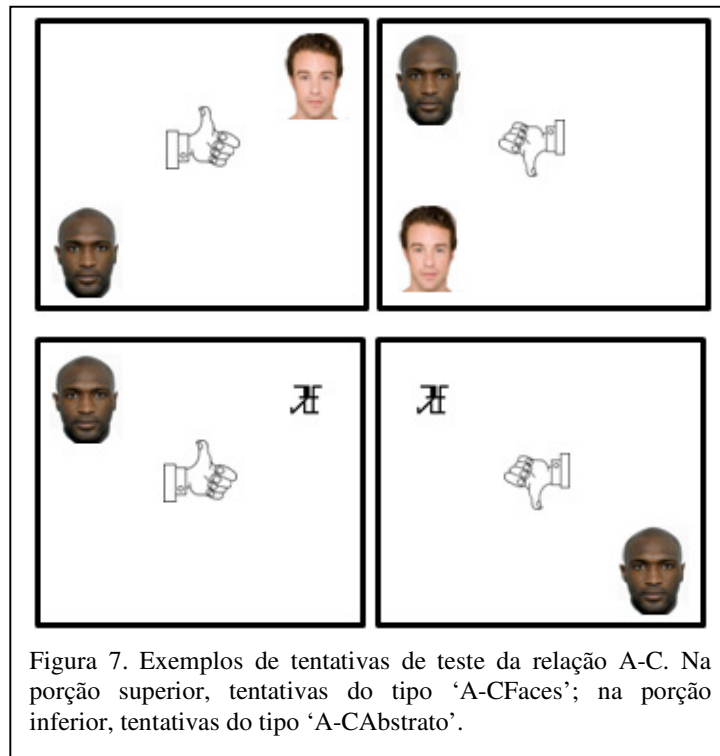 Figura 7. Exemplos de tentativas de teste da relação A-C. Na
porção superior, tentativas do tipo ‘A-CFaces’; na porção
inferior, tentativas do tipo ‘A-CAbstrato’.